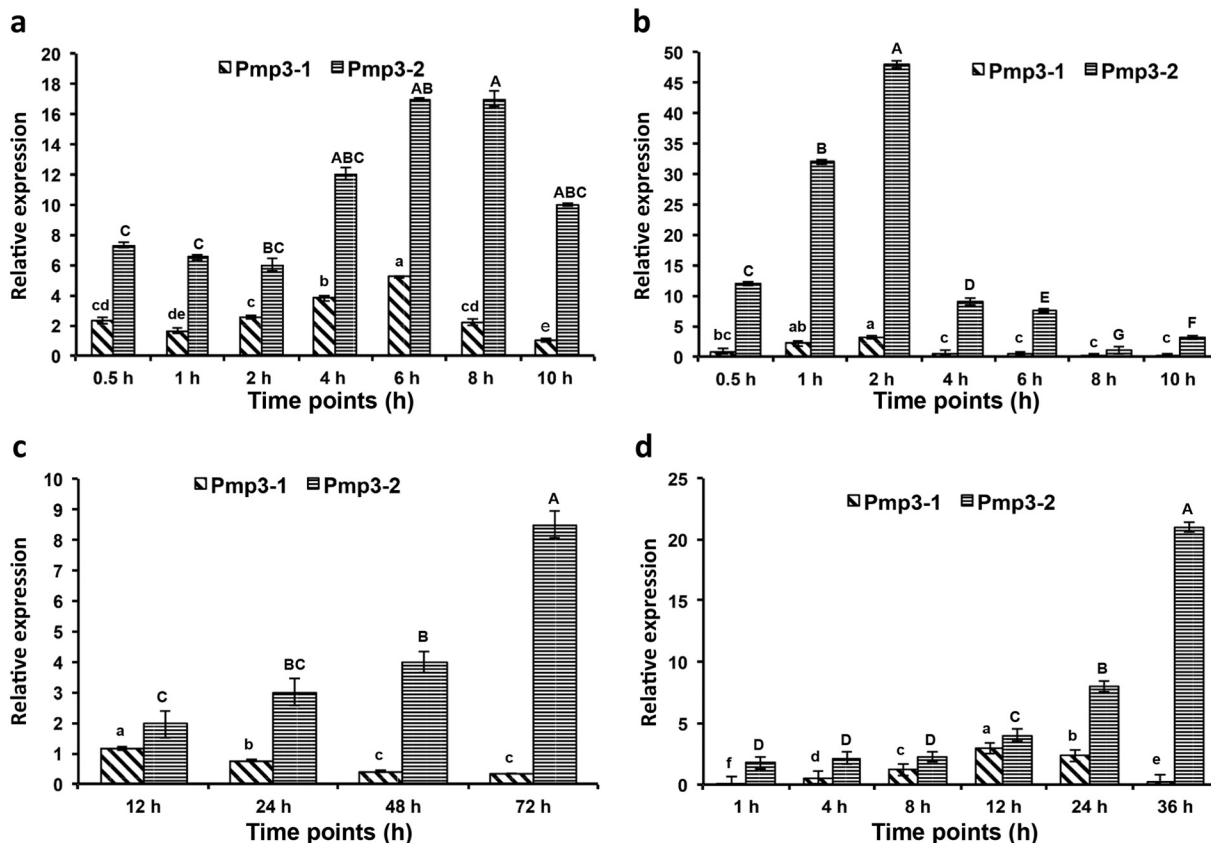 a
Relative expression
20
18
16
14
12
10
8
6
4
2
0
Pmp3-1 Pmp3-2
C C BC ABC AB A ABC
cd de c b a cd e
0.5 h 1 h 2 h 4 h 6 h 8 h 10 h
Time points (h)
b
Relative expression
50
45
40
35
30
25
20
15
10
5
0
Pmp3-1 Pmp3-2
C B A D E G F
bc ab a c c c c
0.5 h 1 h 2 h 4 h 6 h 8 h 10 h
Time points (h)
c
Relative expression
10
9
8
7
6
5
4
3
2
1
0
Pmp3-1 Pmp3-2
C BC B A
a b c c
12 h 24 h 48 h 72 h
Time points (h)
d
Relative expression
25
20
15
10
5
0
Pmp3-1 Pmp3-2
D D D C B A
f d c a b e
1 h 4 h 8 h 12 h 24 h 36 h
Time points (h)